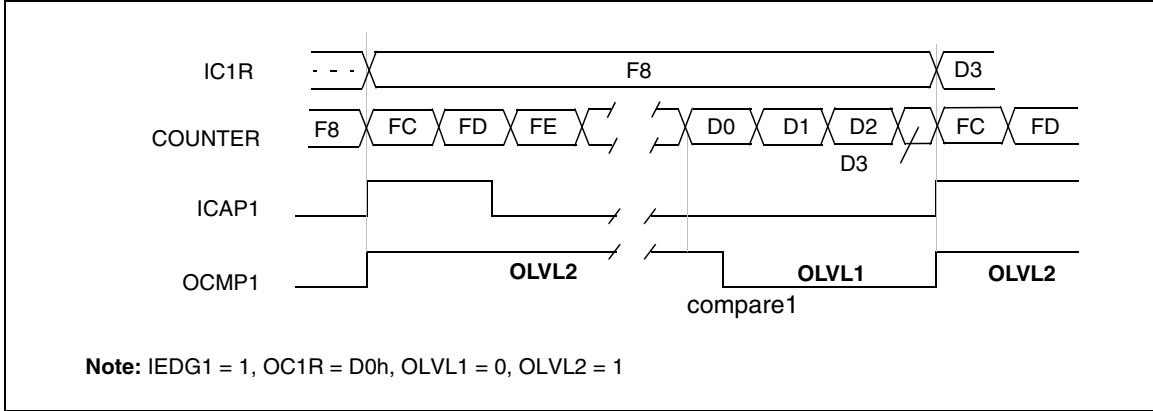 IC1R - - - F8 D3
COUNTER F8 FC FD FE D0 D1 D2 FC FD
D3
ICAP1
OCMP1 OLVL2 OLVL1 OLVL2
compare1
Note: IEDG1 = 1, OC1R = D0h, OLVL1 = 0, OLVL2 = 1